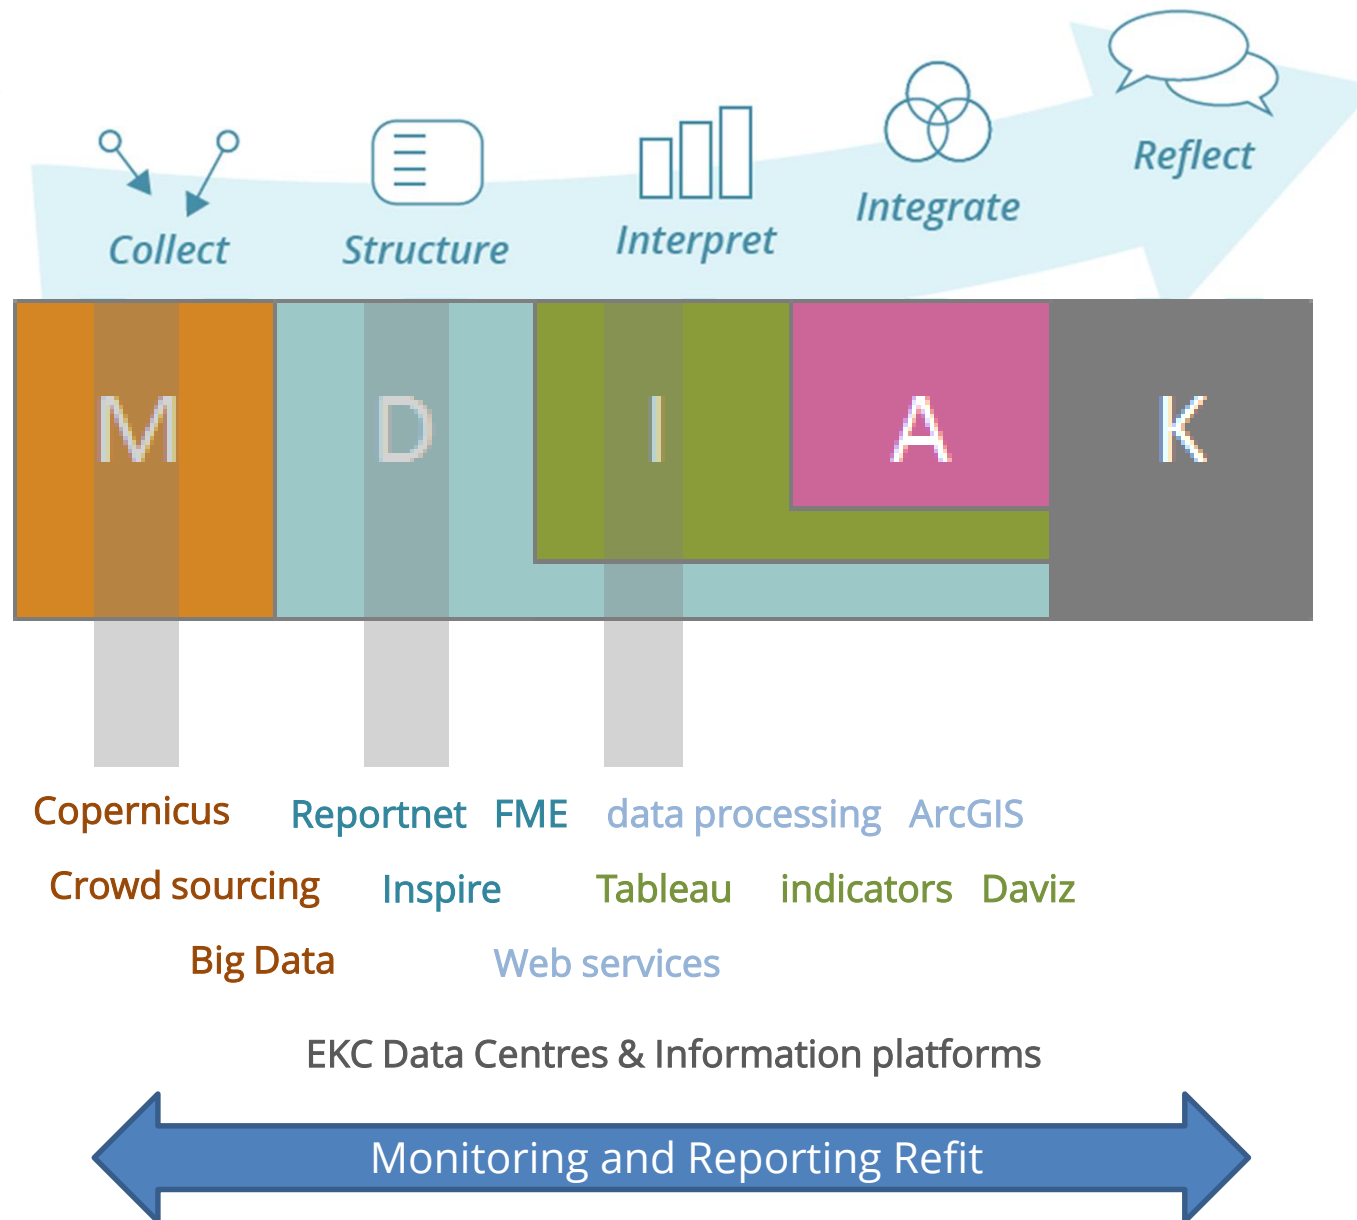 Collect Structure Interpret Integrate Reflect
M D I A K
Copernicus Reportnet FME data processing ArcGIS
Crowd sourcing Inspire Tableau indicators Daviz
Big Data Web services
EKC Data Centres & Information platforms
Monitoring and Reporting Refit